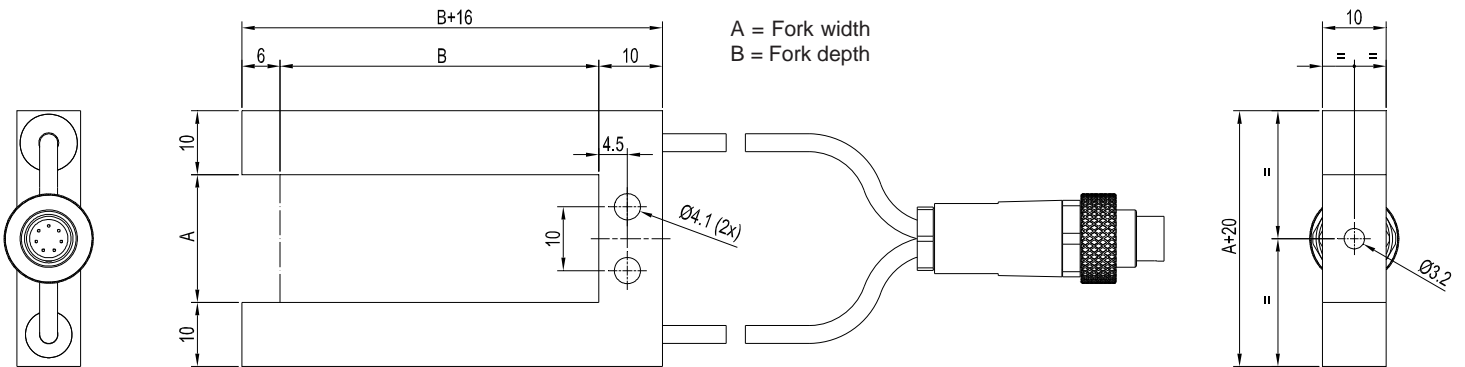 B+16
A = Fork width
B = Fork depth
6
B
10
10
4.5
A
10
Ø4.1 (2x)
10
10
= =
=
A+20
=
Ø3.2